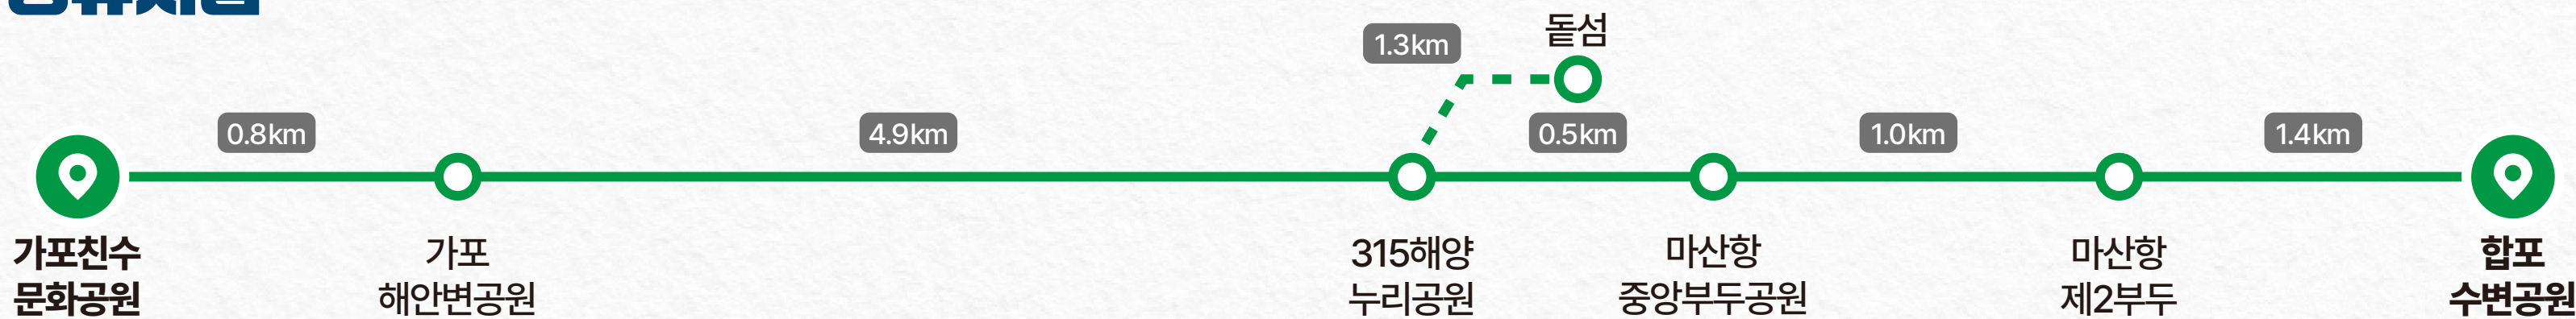 1.3km
돝섬
0.8km
4.9km
0.5km
1.0km
1.4km
가포친수
문화공원
가포
해안변공원
315해양
누리공원
마산항
중앙부두공원
마산항
제2부두
합포
수변공원